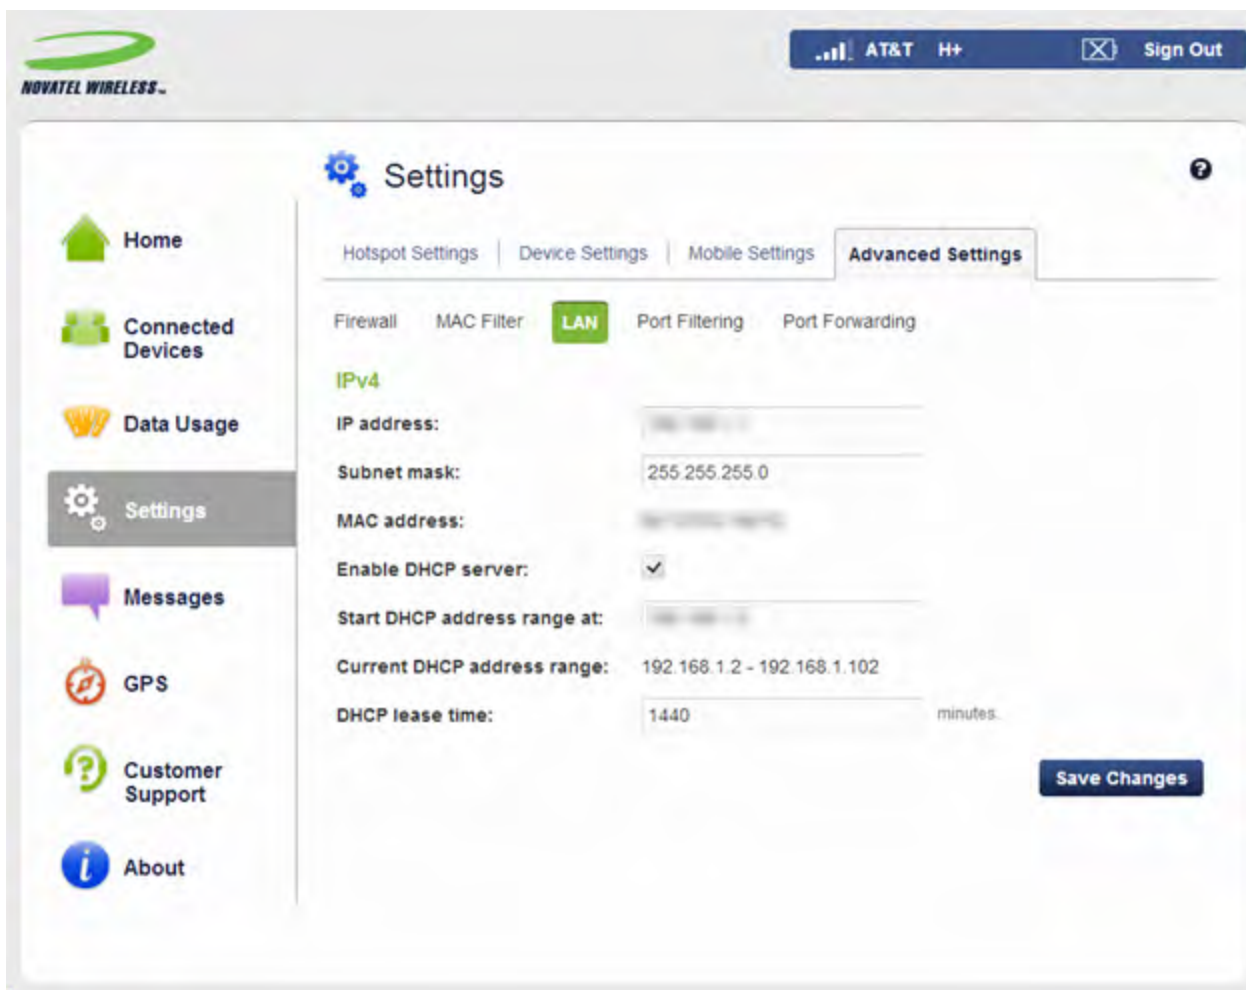 NOVATEL WIRELESS
AT&T H+ Sign Out
Settings
Home
Connected
Devices
Data Usage
Settings
Messages
GPS
Customer
Support
About
Hotspot Settings Device Settings Mobile Settings Advanced Settings
Firewall MAC Filter LAN Port Filtering Port Forwarding
IPv4
IP address:
Subnet mask: 255.255.255.0
MAC address:
Enable DHCP server:
Start DHCP address range at:
Current DHCP address range: 192.168.1.2 - 192.168.1.102
DHCP lease time: 1440 minutes.
Save Changes